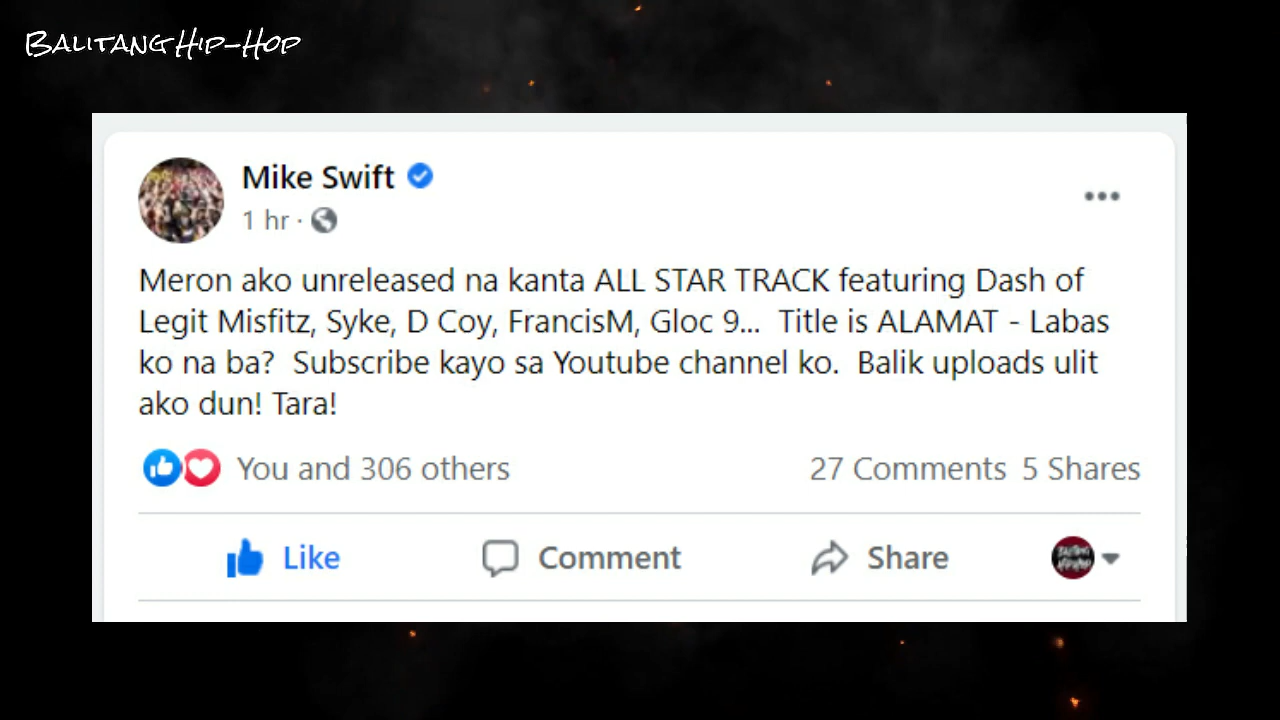 BALITANG HIP-HOP
Mike Swift
1 hr ·
Meron ako unreleased na kanta ALL STAR TRACK featuring Dash of
Legit Misfitz, Syke, D Coy, FrancisM, Gloc 9... Title is ALAMAT - Labas
ko na ba? Subscribe kayo sa Youtube channel ko. Balik uploads ulit
ako dun! Tara!
You and 306 others 27 Comments 5 Shares
Like Comment Share